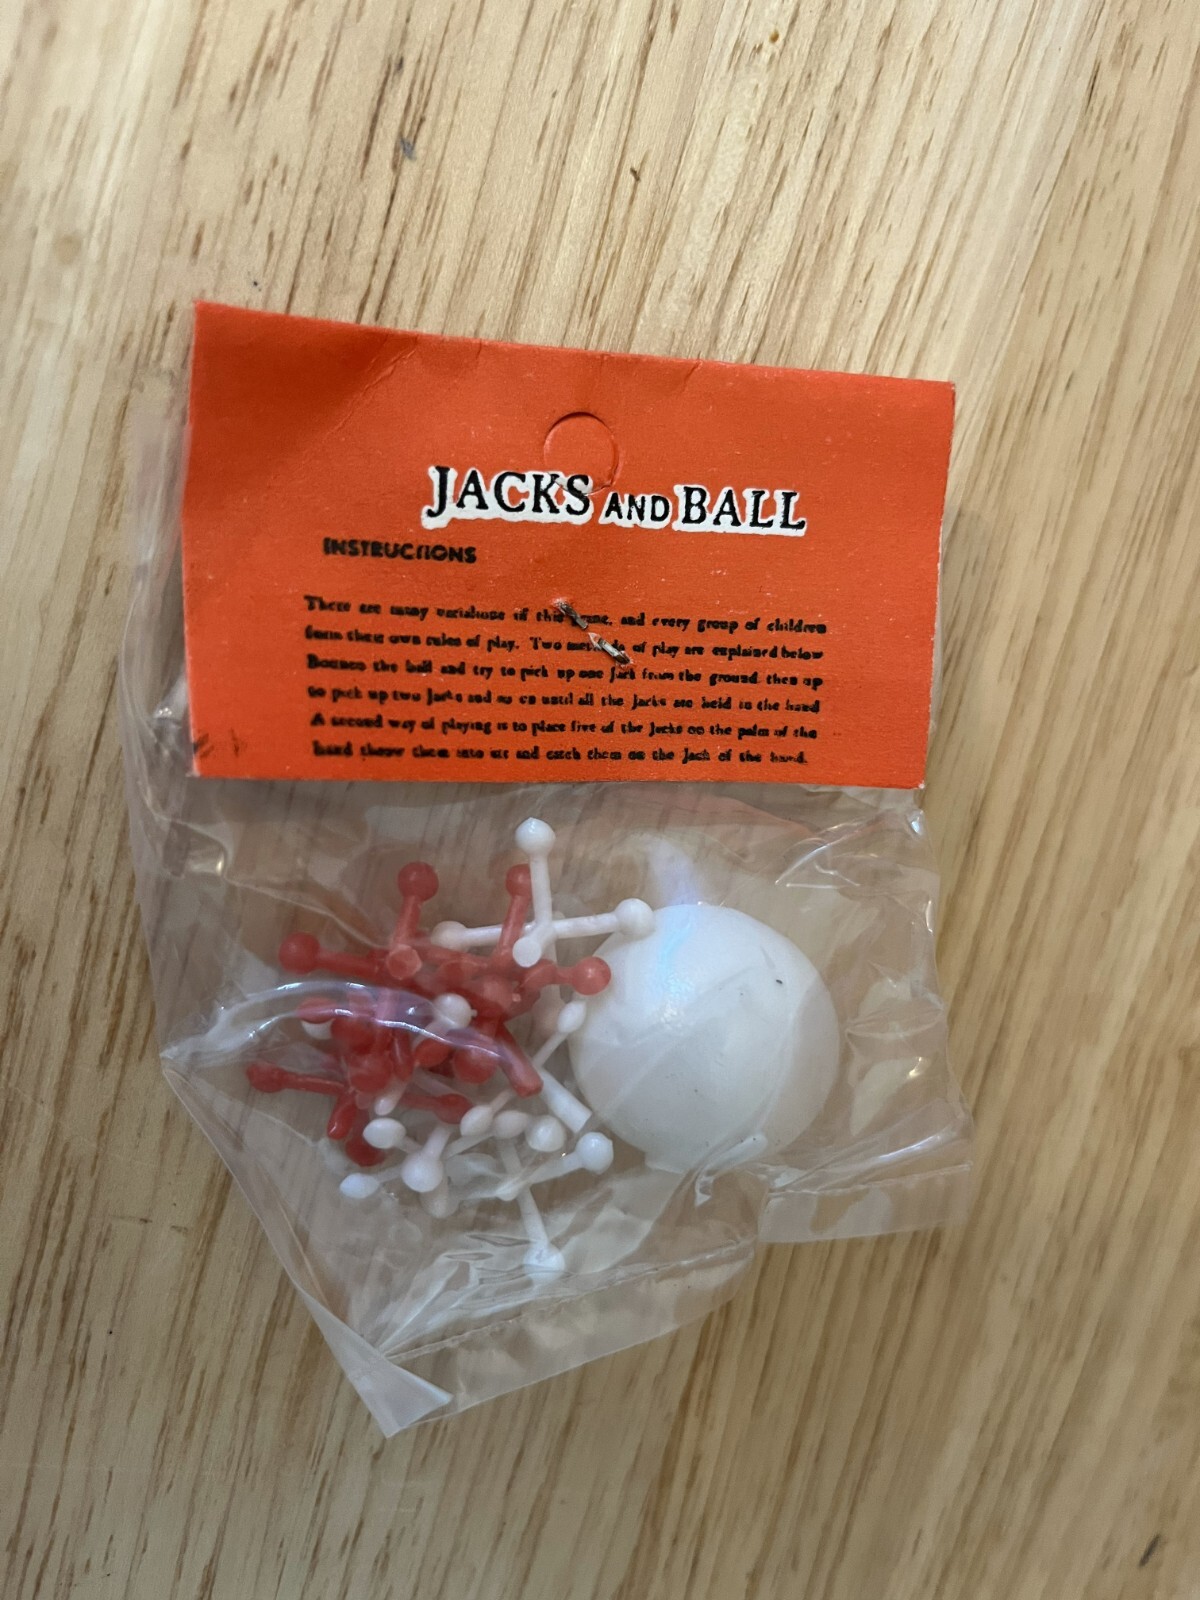 JACKS AND BALL
INSTRUCTIONS
There are many variations of this game, and every group of children
form their own rules of play. Two methods of play are explained below
Bounce the ball and try to pick up one Jack from the ground then up
to pick up two Jacks and so on until all the Jacks are held in the hand
A second way of playing is to place five of the Jacks on the palm of the
hand throw them into air and catch them on the Jack of the hand.